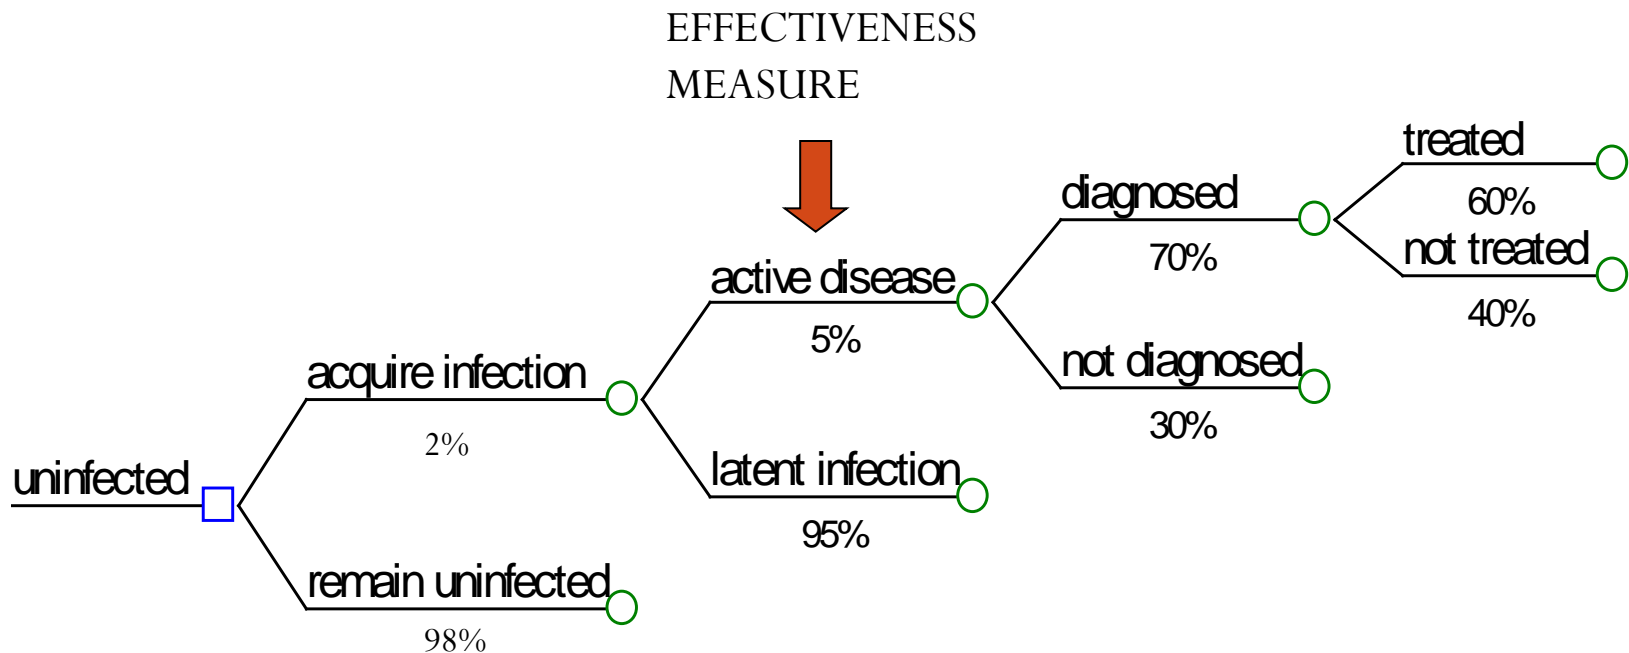 EFFECTIVENESS
MEASURE
treated
60%
diagnosed
70%
not treated
40%
active disease
5%
not diagnosed
30%
acquire infection
2%
latent infection
95%
uninfected
remain uninfected
98%